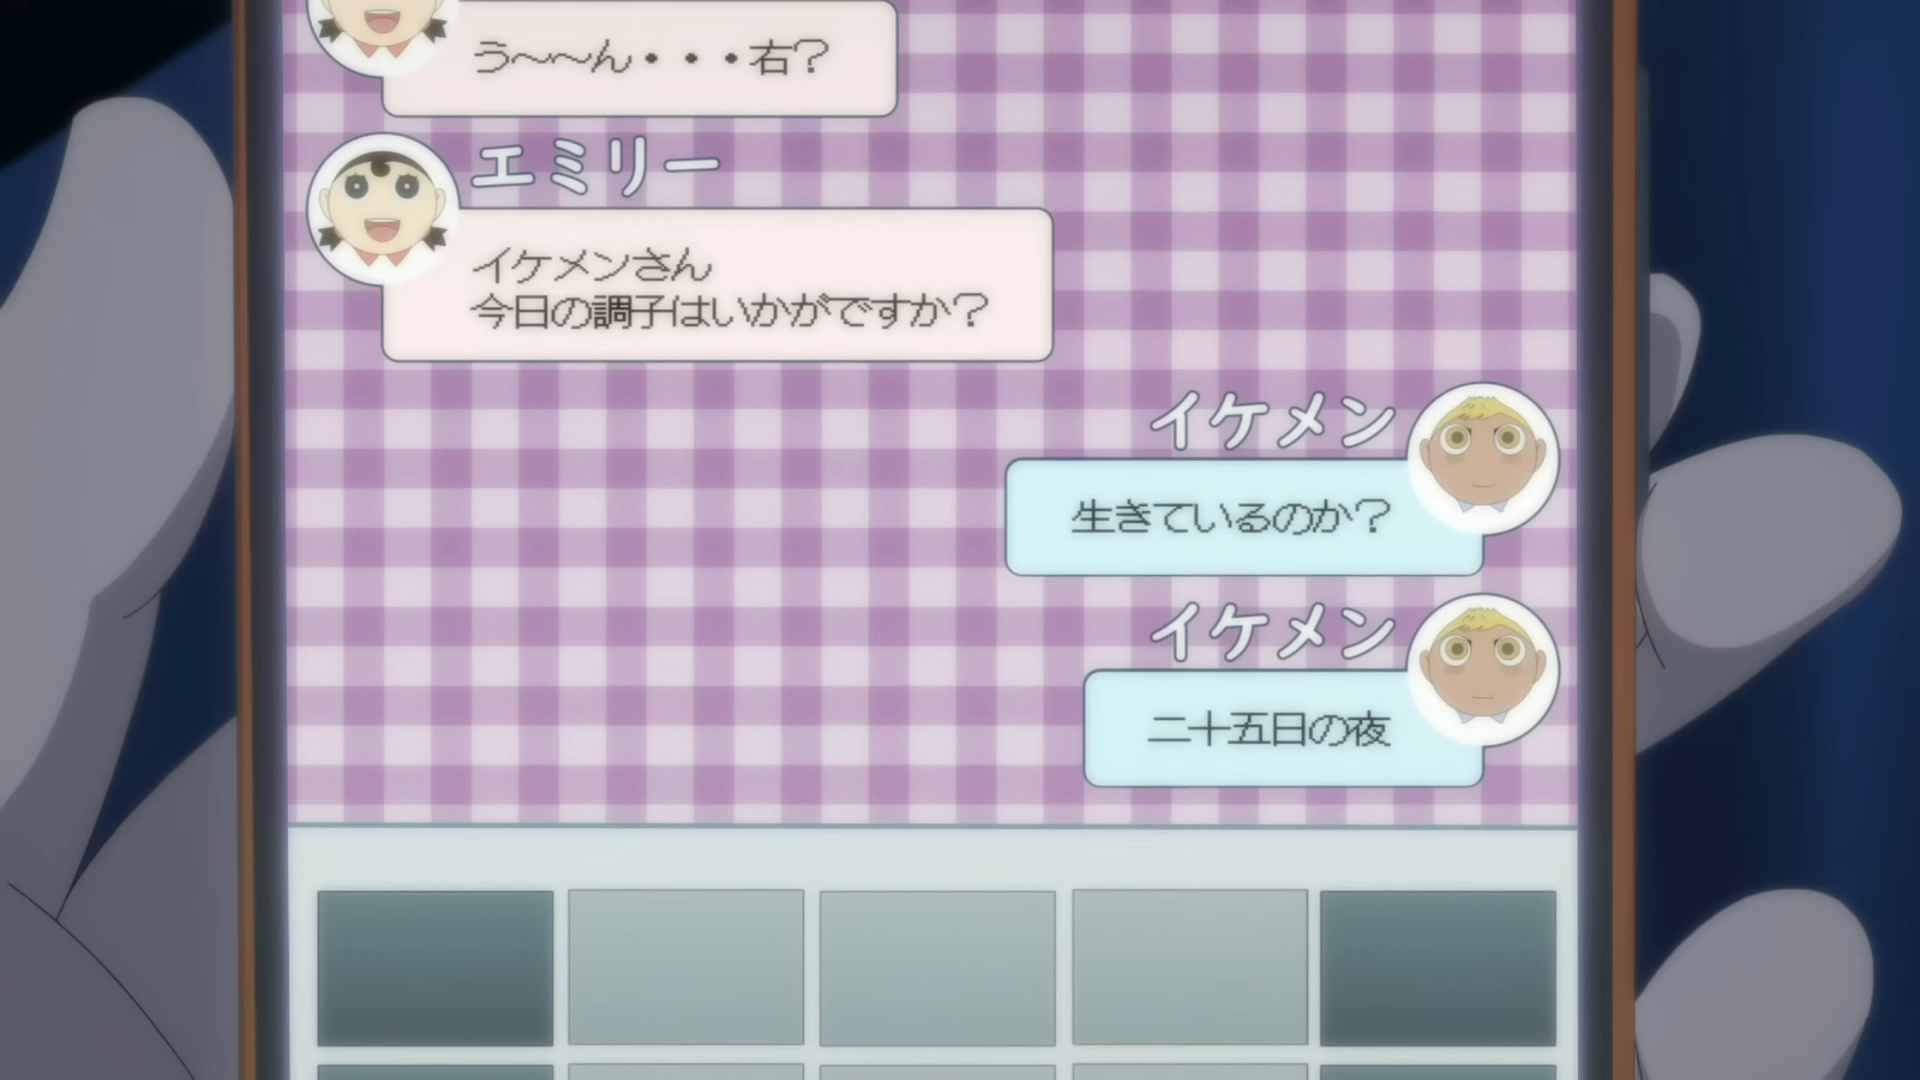 う〜〜ん・・・右?
エミリー
イケメンさん
今日の調子はいかがですか?
イケメン
生きているのか?
イケメン
二十五日の夜